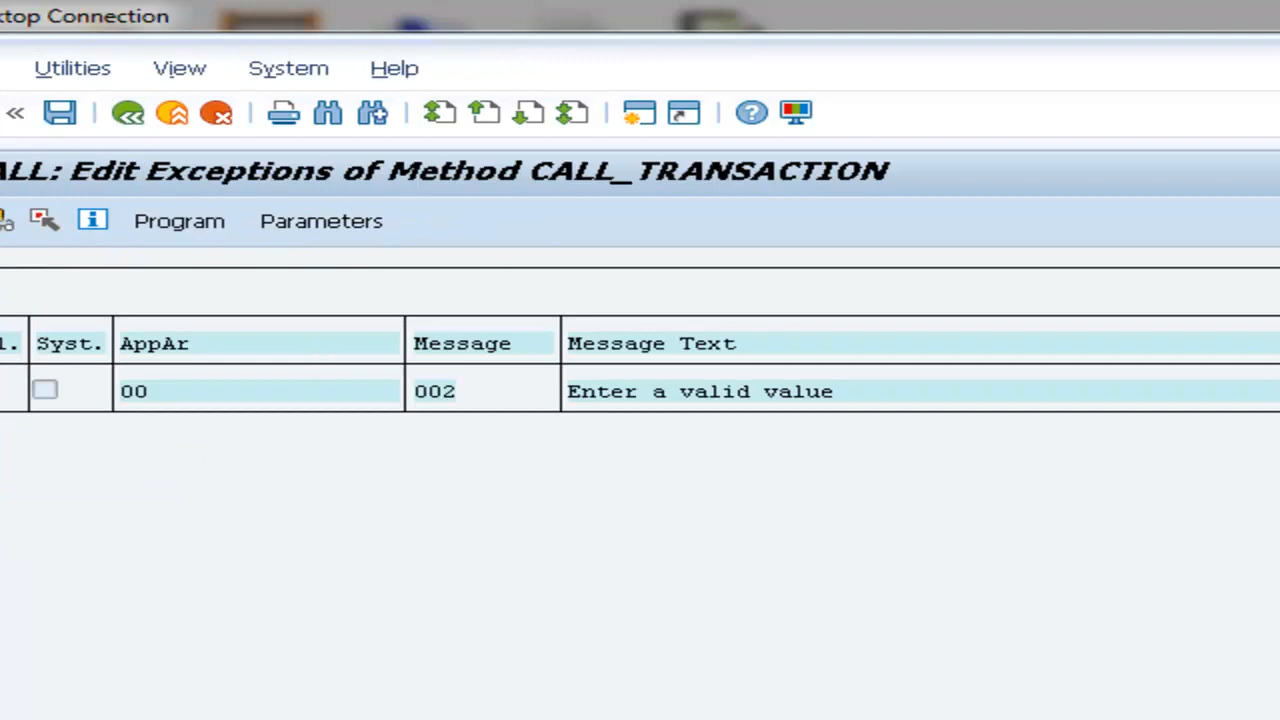 ktop Connection
Utilities View System Help
ALL: Edit Exceptions of Method CALL_TRANSACTION
Program Parameters
l. Syst. AppAr Message Message Text
00 002 Enter a valid value